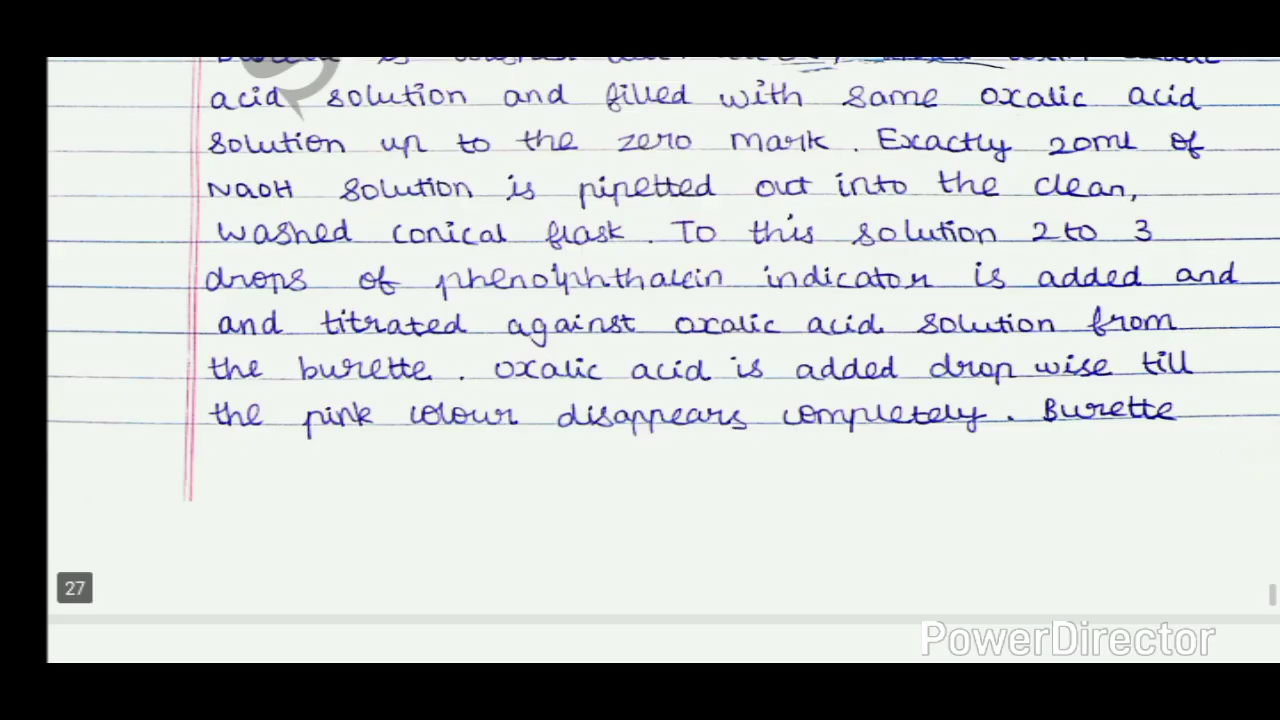 acid solution and filled with same oxalic acid
solution up to the zero mark. Exactly 20ml of
NaOH solution is pipetted out into the clean,
washed conical flask. To this solution 2 to 3
drops of phenolphthalein indicator is added and
and titrated against oxalic acid solution from
the burette. Oxalic acid is added drop wise till
the pink colour disappears completely. Burette
27
PowerDirector